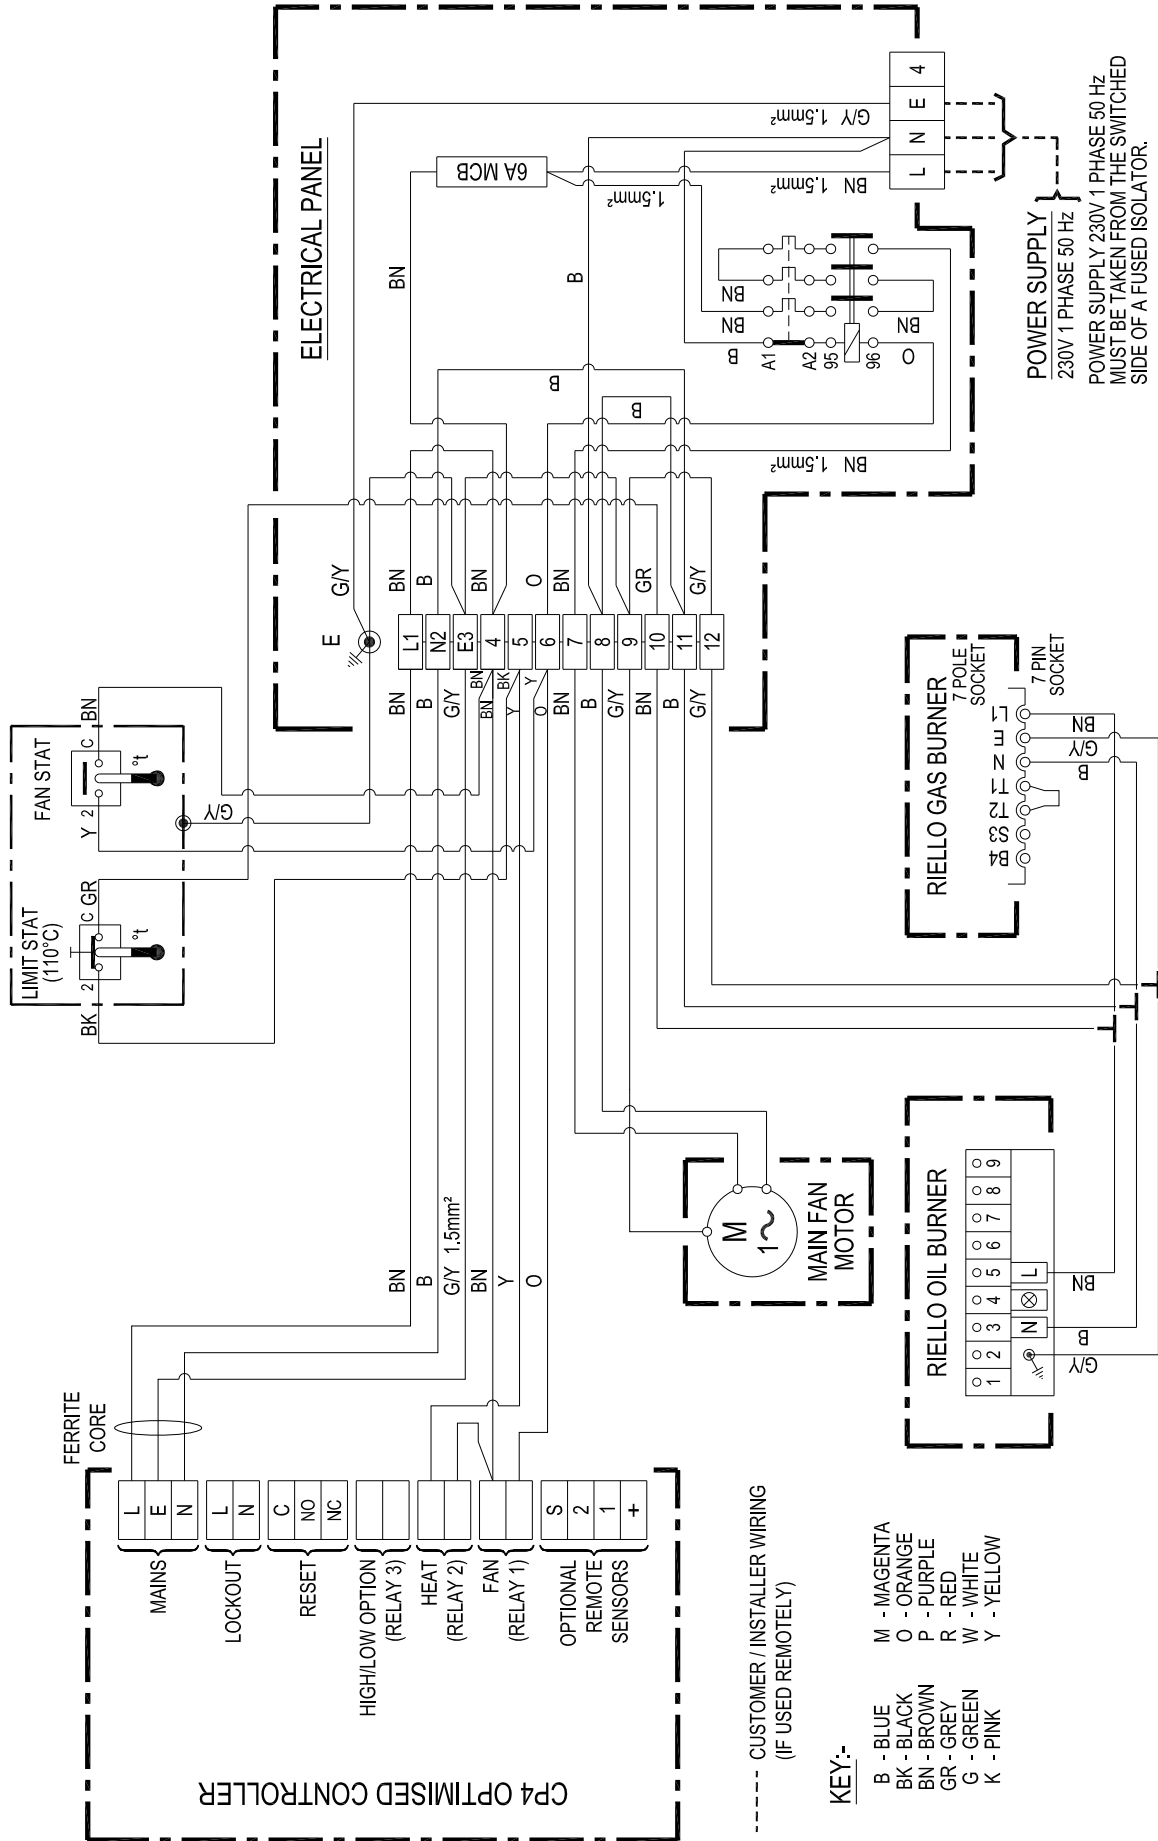 CP4 OPTIMISED CONTROLLER
MAINS
L
E
N
LOCKOUT
L
N
RESET
C
NO
NC
HIGH/LOW OPTION
(RELAY 3)
HEAT
(RELAY 2)
FAN
(RELAY 1)
OPTIONAL
REMOTE
SENSORS
S
2
1
+
FERRITE
CORE
BN
B
G/Y 1.5mm²
BN
Y
O
LIMIT STAT
(110°C)
BK 2
C GR
°t
FAN STAT
Y 2
C BN
°t
G/Y
ELECTRICAL PANEL
E
G/Y
L1
N2
E3
4
5
6
7
8
9
10
11
12
BN
B
G/Y
BN
BN
BK
Y
Y
O
BN
B
G/Y
BN
B
G/Y
BN
B
BN
O
BN
GR
G/Y
BN
B
B
B
6A MCB
1.5mm²
BN 1.5mm²
G/Y 1.5mm²
BN 1.5mm²
B
BN
BN
A1
A2
95
96
O
BN
L
N
E
4
POWER SUPPLY
230V 1 PHASE 50 Hz
POWER SUPPLY 230V 1 PHASE 50 Hz
MUST BE TAKEN FROM THE SWITCHED
SIDE OF A FUSED ISOLATOR.
M
1~
MAIN FAN
MOTOR
RIELLO OIL BURNER
1 2 3 4 5 6 7 8 9
N
L
G/Y
B
BN
RIELLO GAS BURNER
7 POLE
SOCKET
7 PIN
SOCKET
B4
S3
T2
T1
N
E
L1
B
G/Y
BN
CUSTOMER / INSTALLER WIRING
(IF USED REMOTELY)
KEY:-
B - BLUE
BK - BLACK
BN - BROWN
GR - GREY
G - GREEN
K - PINK
M - MAGENTA
O - ORANGE
P - PURPLE
R - RED
W - WHITE
Y - YELLOW